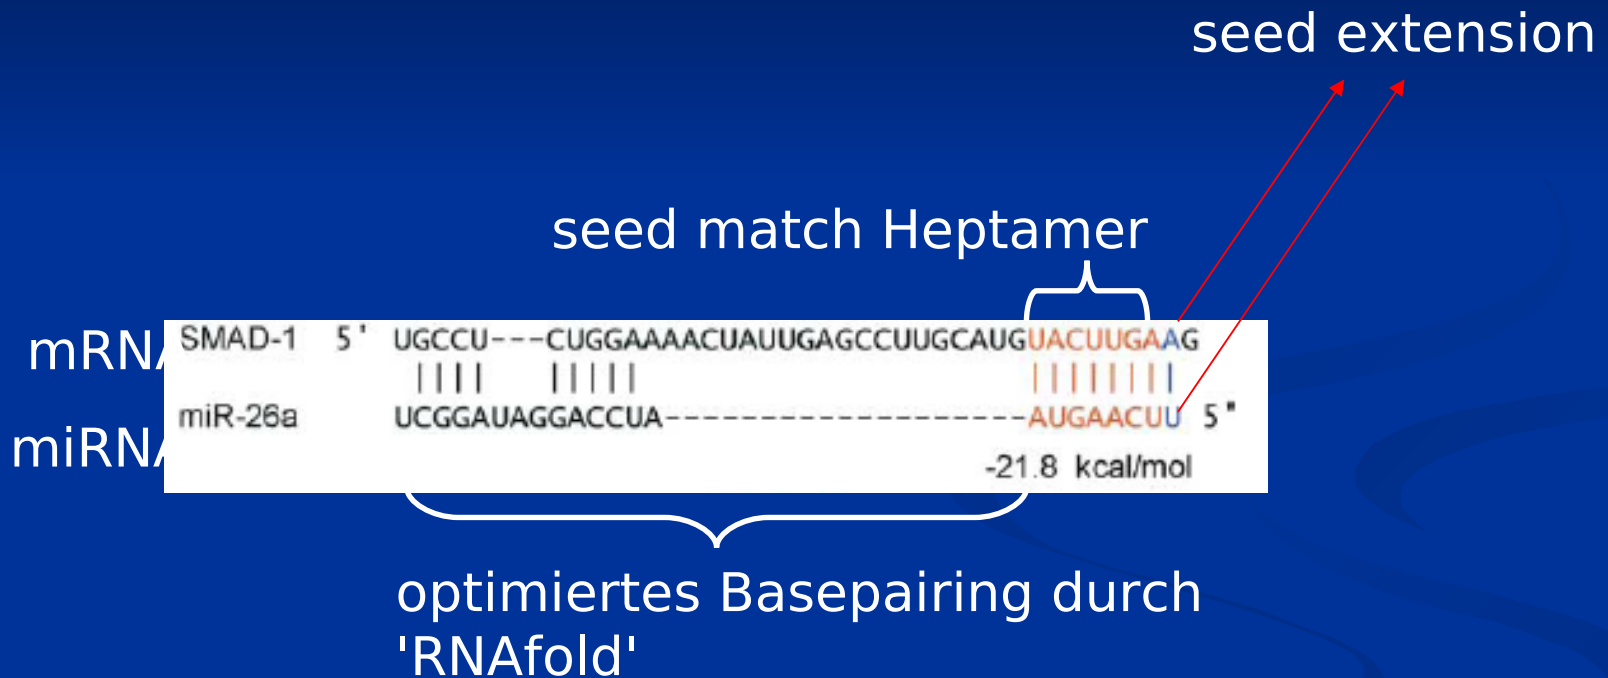 seed extension
seed match Heptamer
mRNA
SMAD-1 5' UGCCU---CUGGAAAACUAUUGAGCCUUGCAUGUACUUGAAG
miR-26a UCGGAUAGGACCUA------------------AUGAACUU 5"
miRNA
-21.8 kcal/mol
optimiertes Basepairing durch
'RNAfold'